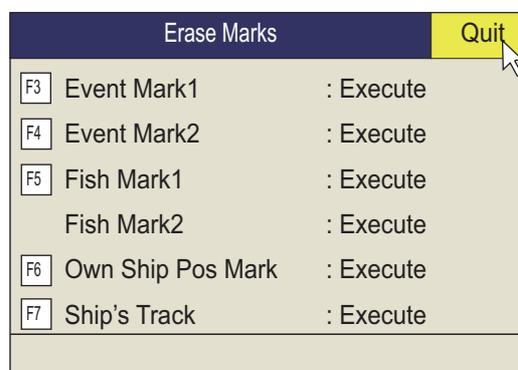 Erase Marks Quit
F3 Event Mark1 : Execute
F4 Event Mark2 : Execute
F5 Fish Mark1 : Execute
Fish Mark2 : Execute
F6 Own Ship Pos Mark : Execute
F7 Ship's Track : Execute